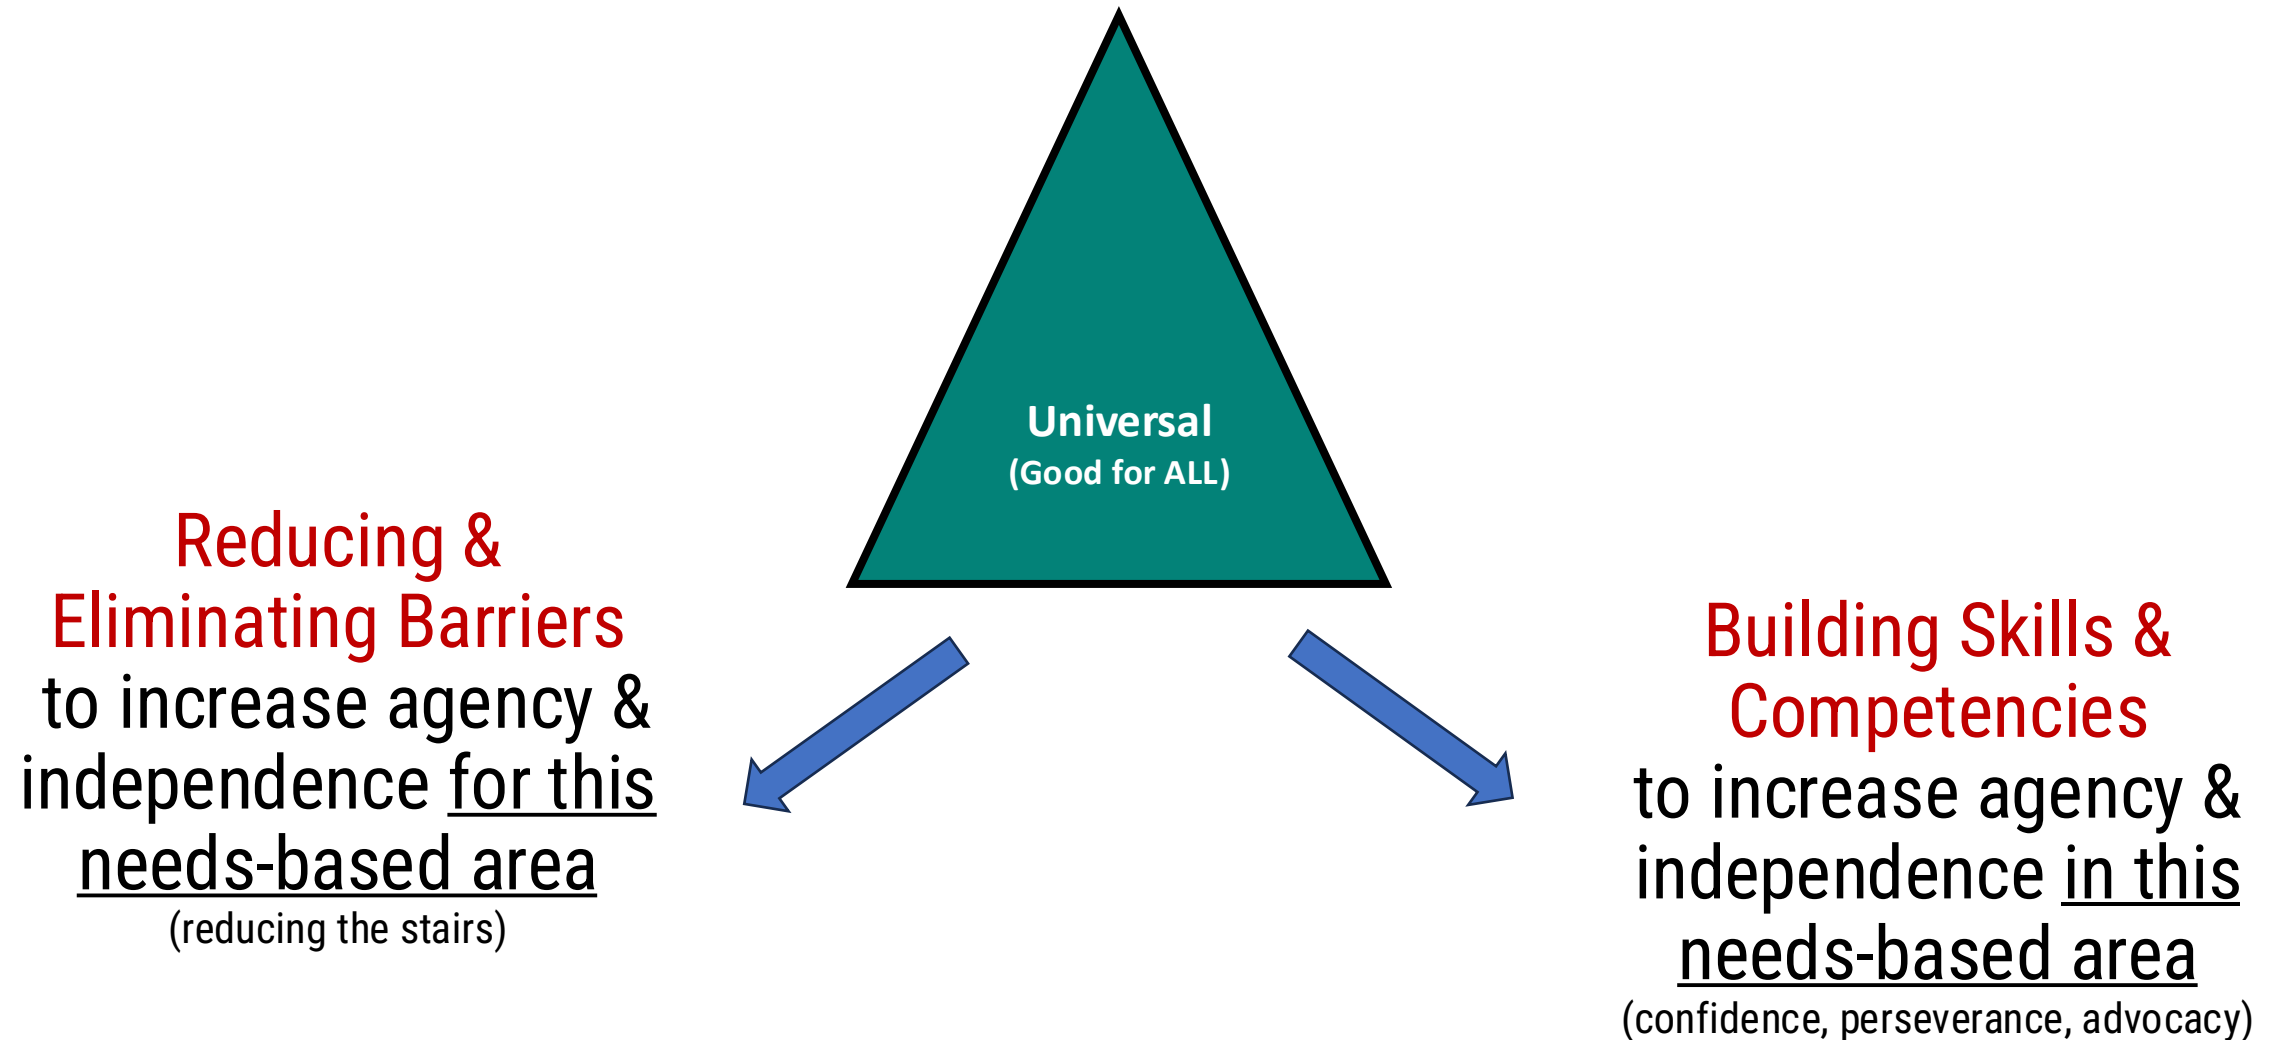 Universal
(Good for ALL)
Reducing &
Eliminating Barriers
to increase agency &
independence for this
needs-based area
(reducing the stairs)
Building Skills &
Competencies
to increase agency &
independence in this
needs-based area
(confidence, perseverance, advocacy)